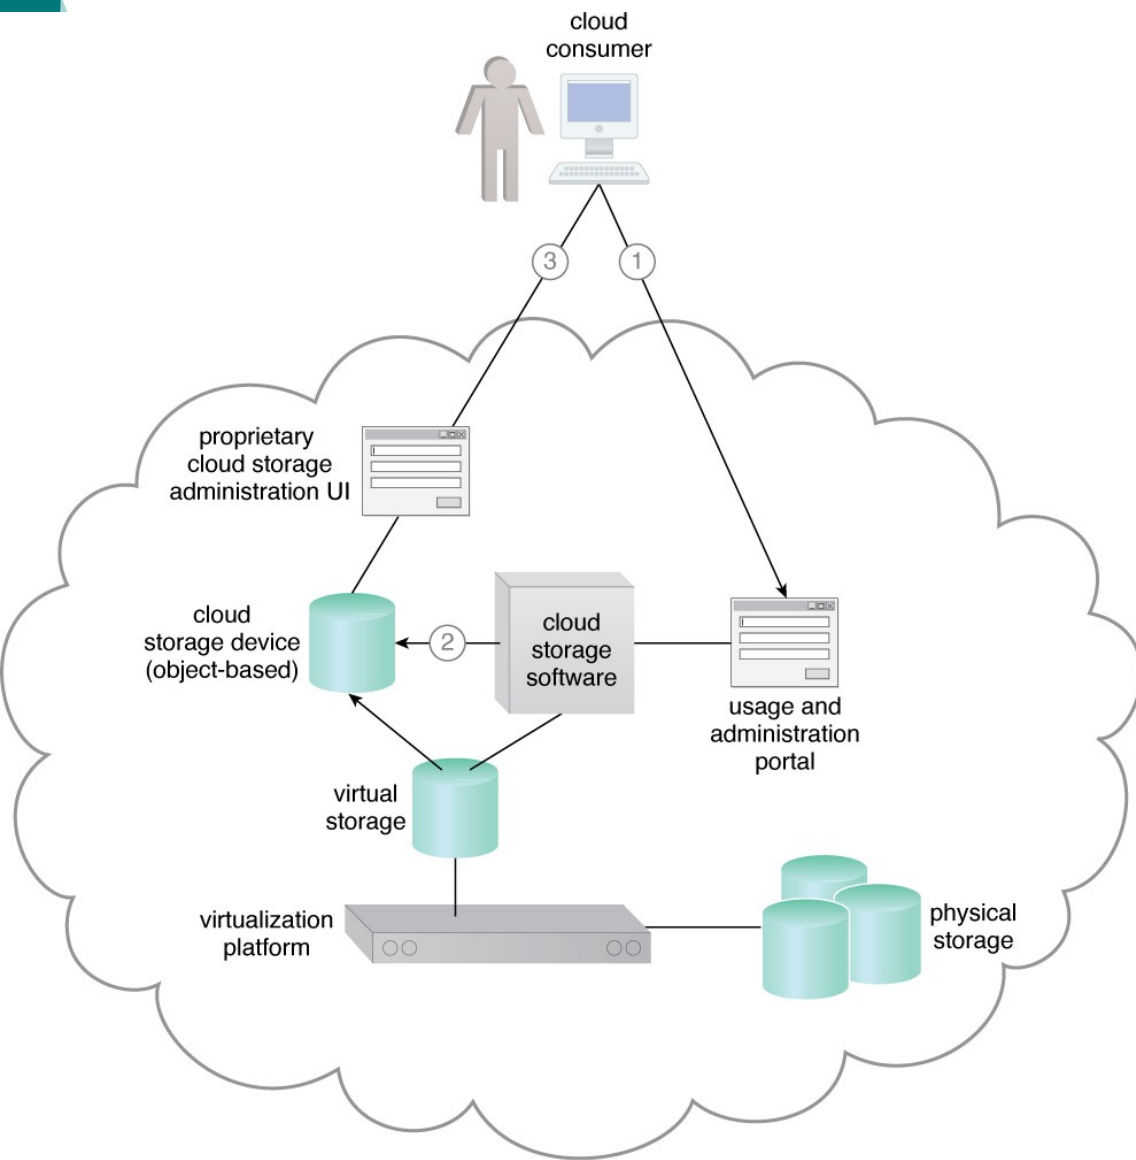 cloud
consumer
3
1
proprietary
cloud storage
administration UI
cloud
storage device
(object-based)
2
cloud
storage
software
usage and
administration
portal
virtual
storage
virtualization
platform
physical
storage